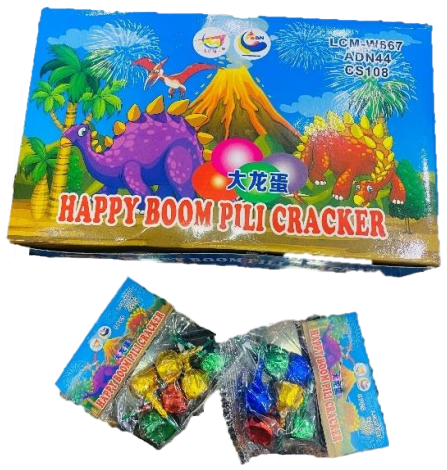 LCM-W667
ADN44
CS108
大龙蛋
HAPPY BOOM PILI CRACKER
HAPPY BOOM PILI CRACKER
HAPPY BOOM PILI CRACKER